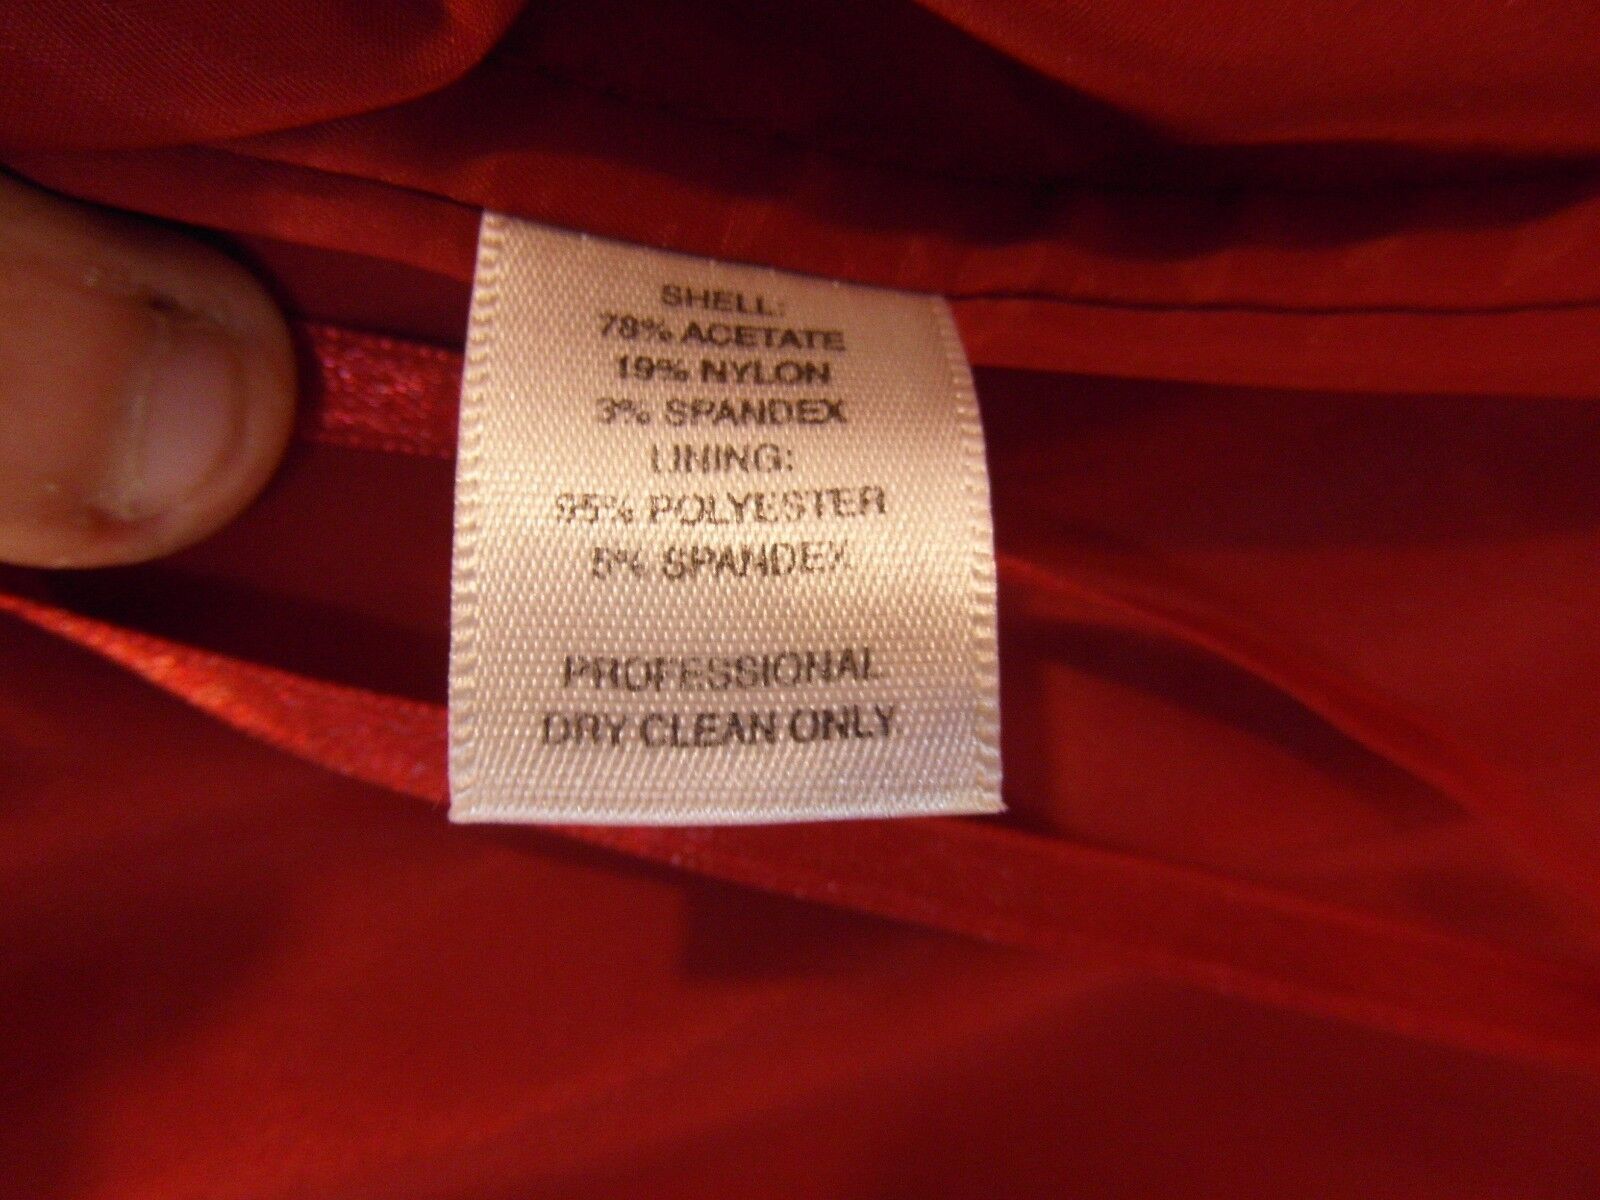 SHELL:
78% ACETATE
19% NYLON
3% SPANDEX
LINING:
95% POLYESTER
5% SPANDEX
PROFESSIONAL
DRY CLEAN ONLY.